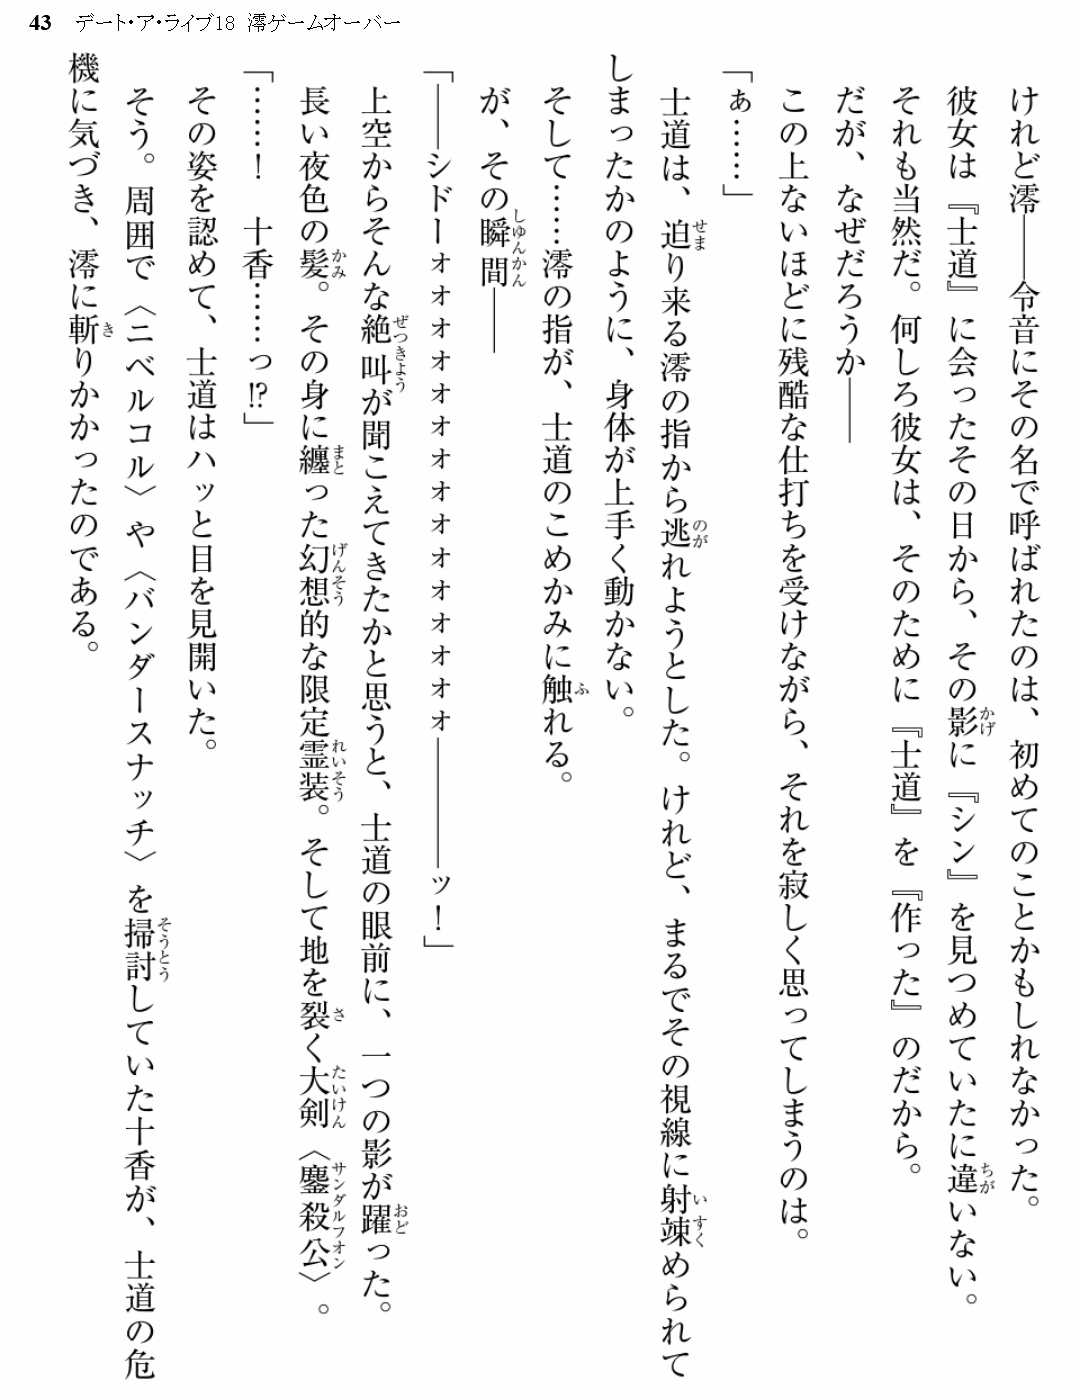 43 デート・ア・ライブ18 澪ゲームオーバー
けれど澪――令音にその名で呼ばれたのは、初めてのことかもしれなかった。
彼女は『士道』に会ったその日から、その影に『シン』を見つめていたに違いない。
それも当然だ。何しろ彼女は、そのために『士道』を『作った』のだから。
だが、なぜだろうか――
この上ないほどに残酷な仕打ちを受けながら、それを寂しく思ってしまうのは。
「ぁ……」
士道は、迫り来る澪の指から逃れようとした。けれど、まるでその視線に射竦められて
しまったかのように、身体が上手く動かない。
そして……澪の指が、士道のこめかみに触れる。
が、その瞬間――
「――シドーォォォォォォォォォォォォォォォ――――ッ！」
上空からそんな絶叫が聞こえてきたかと思うと、士道の眼前に、一つの影が躍った。
長い夜色の髪。その身に纏った幻想的な限定霊装。そして地を裂く大剣〈鏖殺公〉。
「……！　十香……っ!?」
その姿を認めて、士道はハッと目を見開いた。
そう。周囲で〈ニベルコル〉や〈バンダースナッチ〉を掃討していた十香が、士道の危
機に気づき、澪に斬りかかったのである。